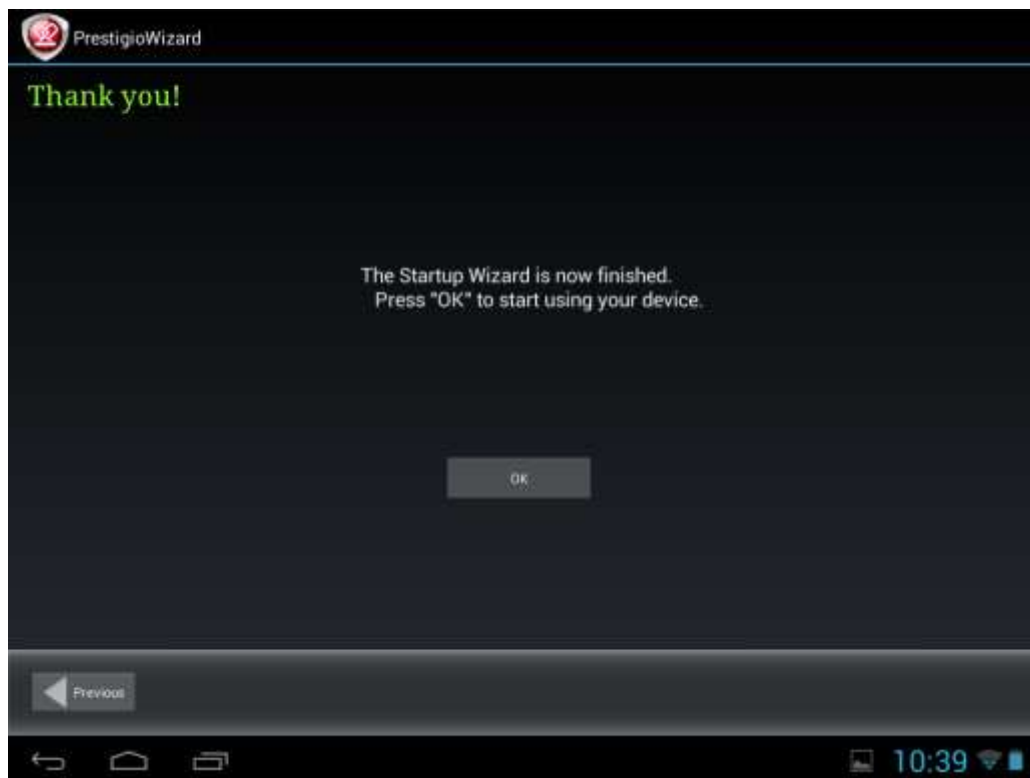 PrestigioWizard
Thank you!
The Startup Wizard is now finished.
Press "OK" to start using your device.
OK
Previous
10:39